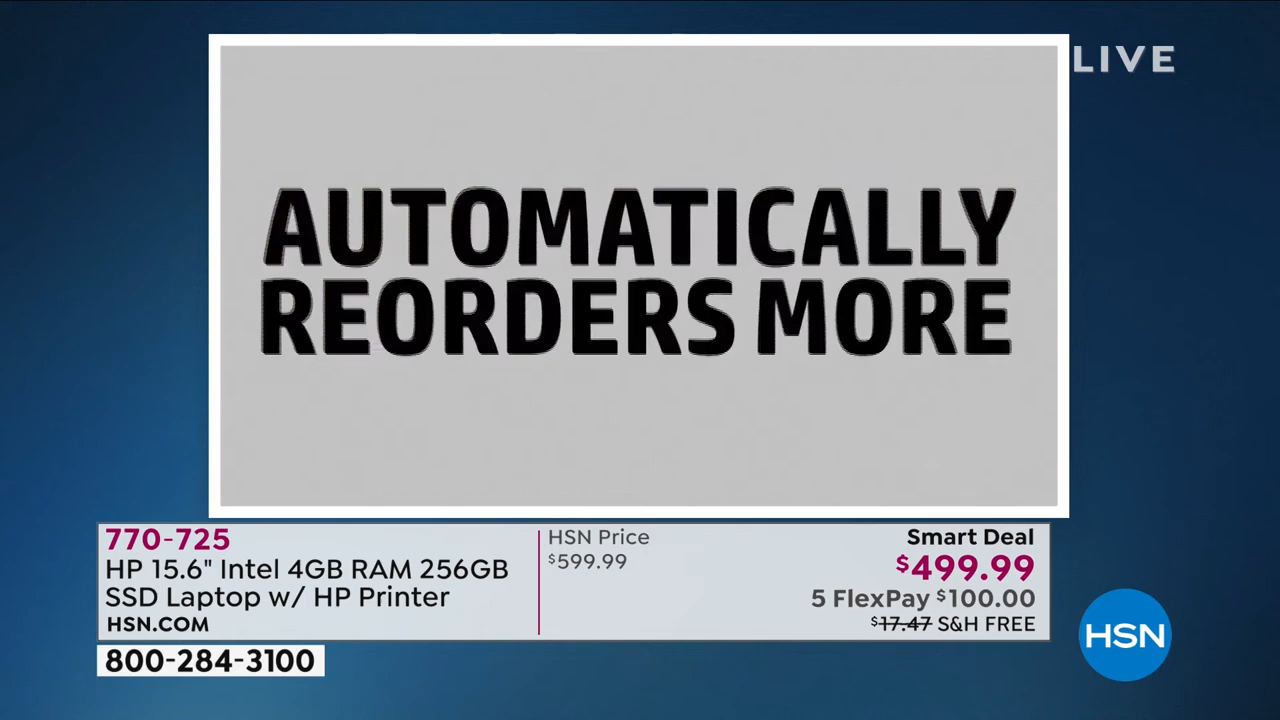 LIVE
AUTOMATICALLY
REORDERS MORE
770-725
HP 15.6" Intel 4GB RAM 256GB
SSD Laptop w/ HP Printer
HSN.COM
HSN Price
$599.99
Smart Deal
$499.99
5 FlexPay $100.00
$17.47 S&H FREE
800-284-3100
HSN